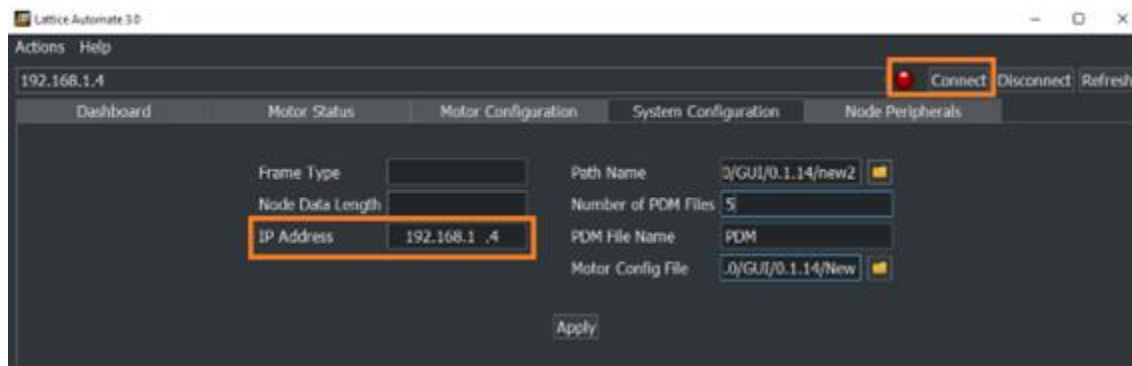 Lattice Automate 3.0
Actions Help
192.168.1.4 Connect Disconnect Refresh
Dashboard Motor Status Motor Configuration System Configuration Node Peripherals
Frame Type Path Name 0/GUI/0.1.14/new2
Node Data Length Number of PDM Files 5
IP Address 192.168.1 .4 PDM File Name PDM
Motor Config File .0/GUI/0.1.14/New
Apply